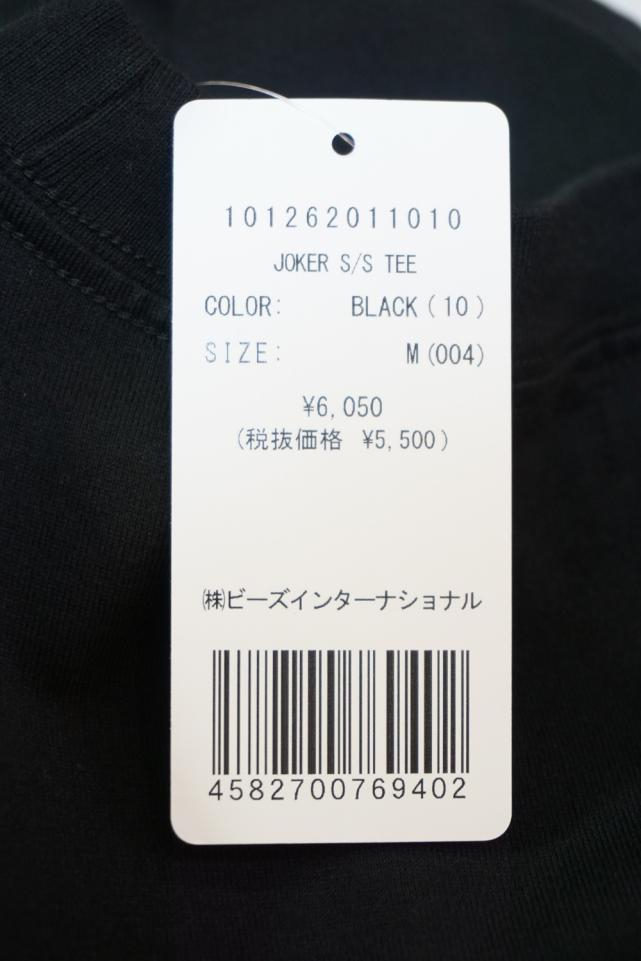 101262011010
JOKER S/S TEE
COLOR: BLACK(10)
SIZE: M(004)
¥6,050
(税抜価格 ¥5,500)
㈱ビーズインターナショナル
4582700769402